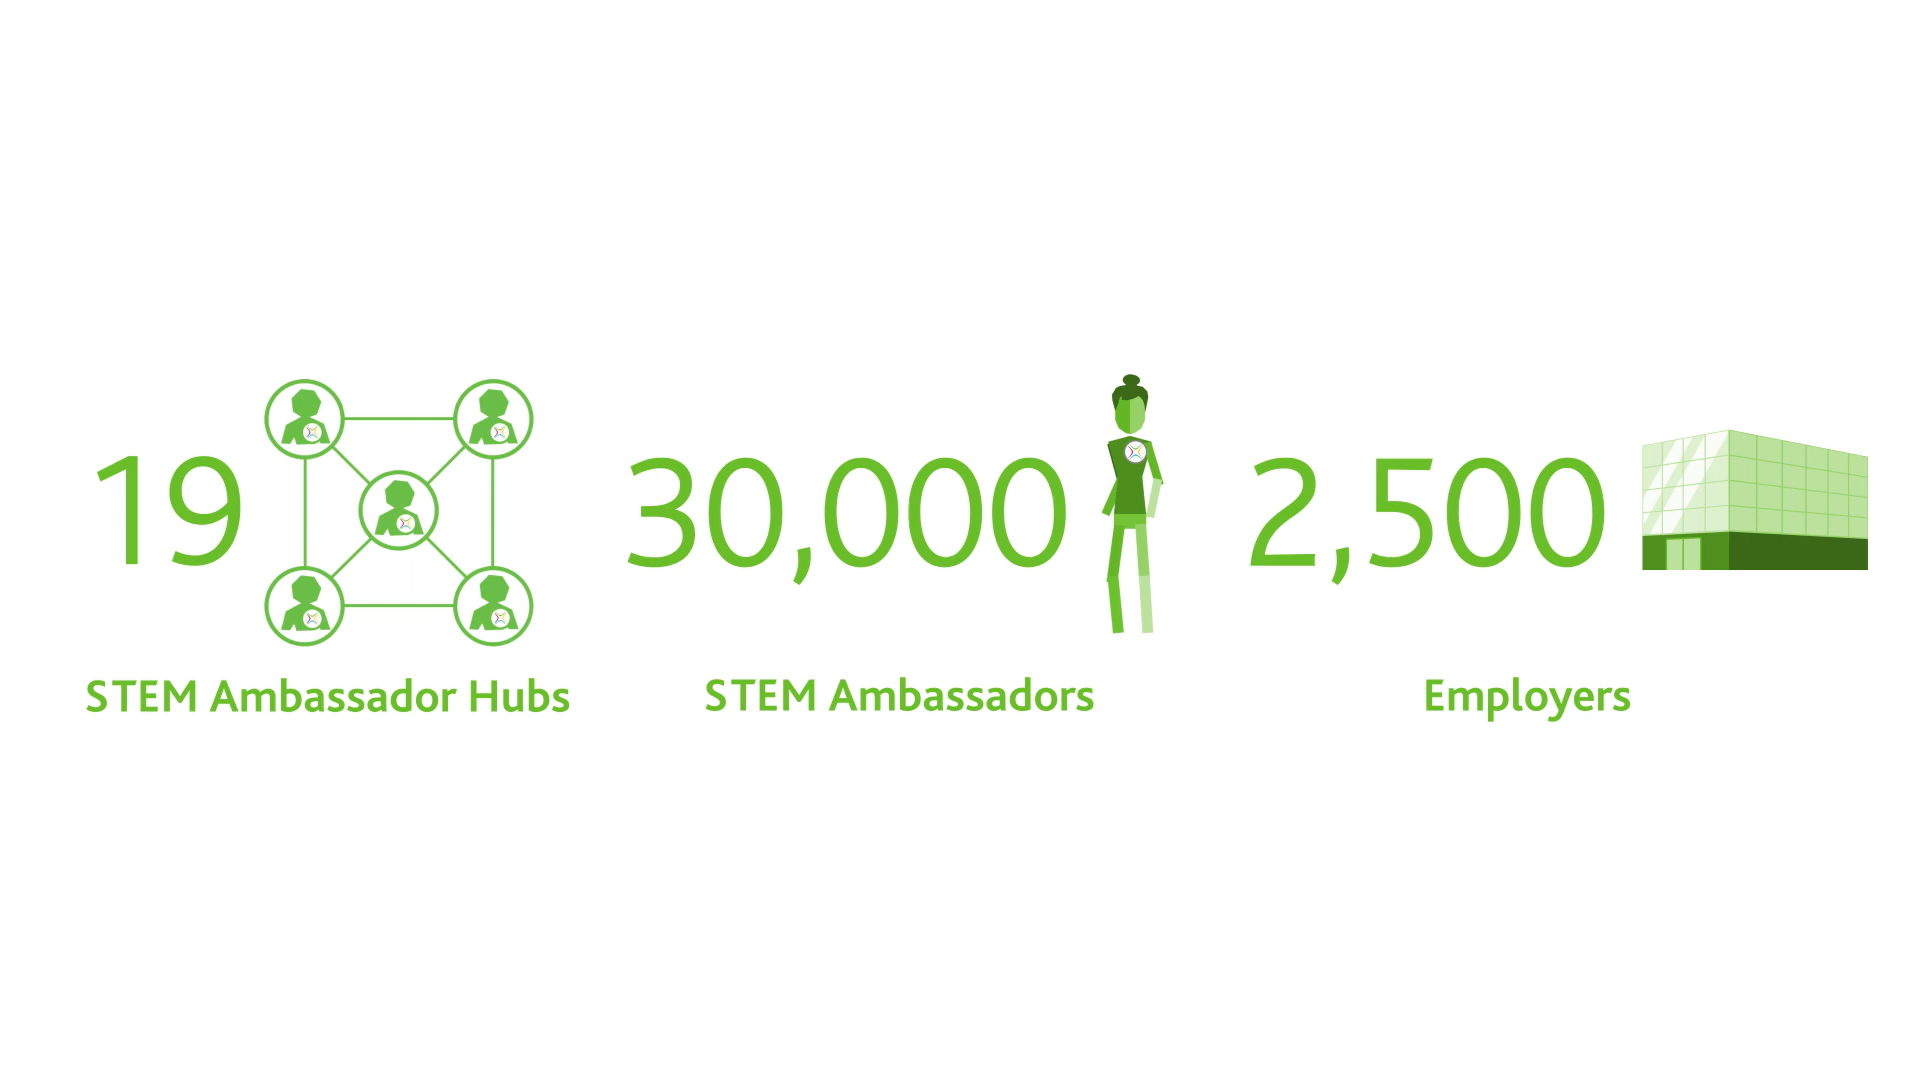 19
30,000
2,500
STEM Ambassador Hubs
STEM Ambassadors
Employers